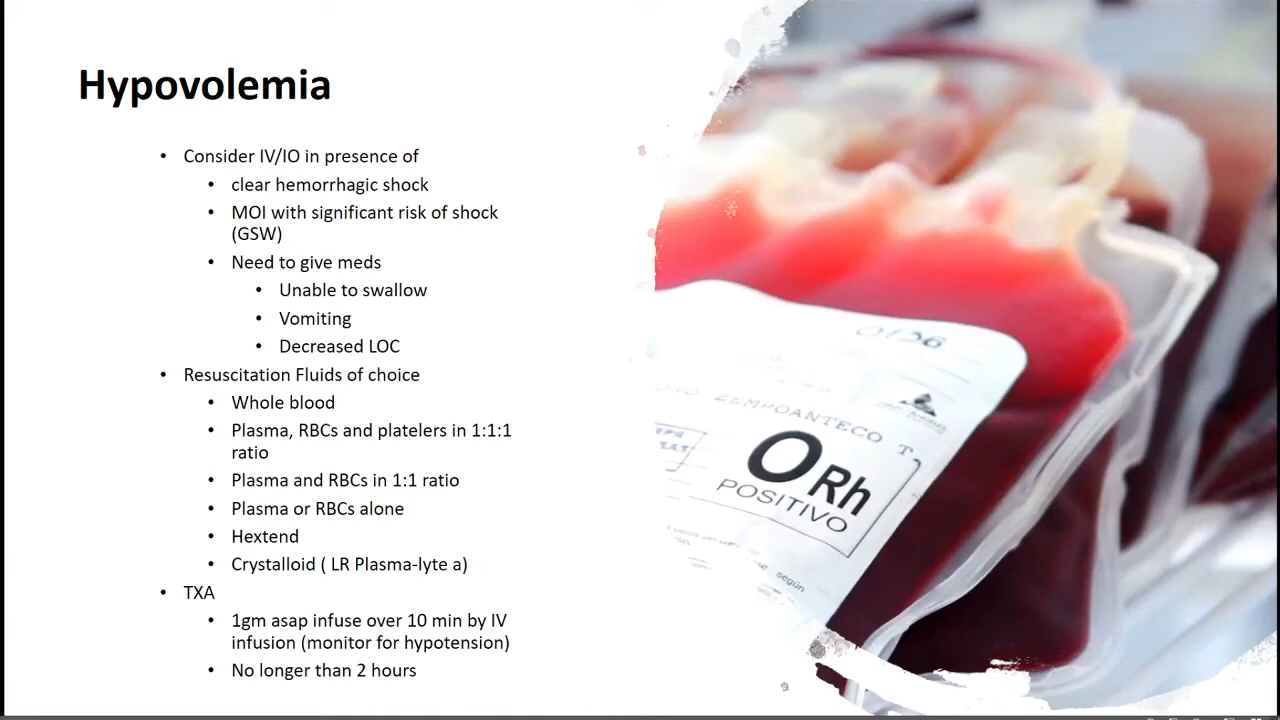 Hypovolemia
• Consider IV/IO in presence of
• clear hemorrhagic shock
• MOI with significant risk of shock
(GSW)
• Need to give meds
• Unable to swallow
• Vomiting
• Decreased LOC
• Resuscitation Fluids of choice
• Whole blood
• Plasma, RBCs and platelers in 1:1:1
ratio
• Plasma and RBCs in 1:1 ratio
• Plasma or RBCs alone
• Hextend
• Crystalloid ( LR Plasma-lyte a)
• TXA
• 1gm asap infuse over 10 min by IV
infusion (monitor for hypotension)
• No longer than 2 hours
ZEMPOANTECO T
O Rh
POSITIVO
según